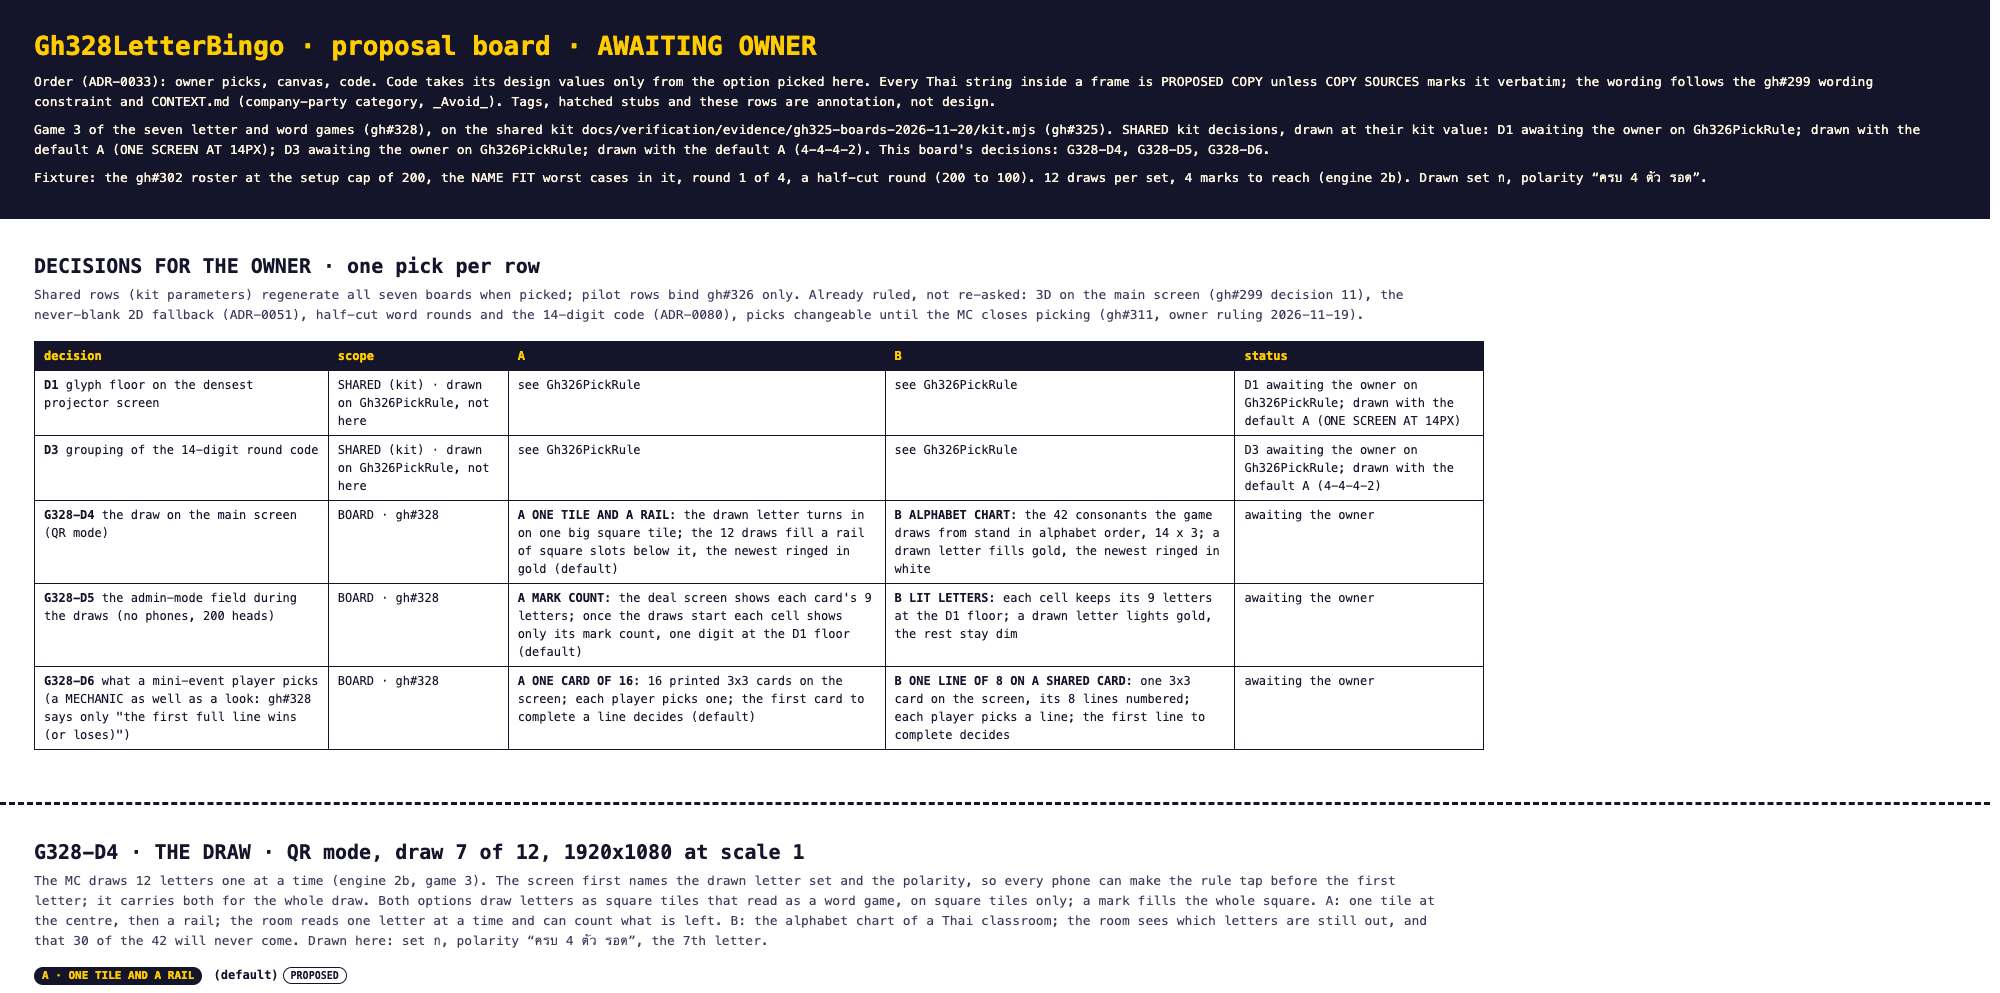 Gh328LetterBingo · proposal board · AWAITING OWNER
Order (ADR-0033): owner picks, canvas, code. Code takes its design values only from the option picked here. Every Thai string inside a frame is PROPOSED COPY unless COPY SOURCES marks it verbatim; the wording follows the gh#299 wording
constraint and CONTEXT.md (company-party category, _Avoid_). Tags, hatched stubs and these rows are annotation, not design.
Game 3 of the seven letter and word games (gh#328), on the shared kit docs/verification/evidence/gh325-boards-2026-11-20/kit.mjs (gh#325). SHARED kit decisions, drawn at their kit value: D1 awaiting the owner on Gh326PickRule; drawn with the
default A (ONE SCREEN AT 14PX); D3 awaiting the owner on Gh326PickRule; drawn with the default A (4-4-4-2). This board's decisions: G328-D4, G328-D5, G328-D6.
Fixture: the gh#302 roster at the setup cap of 200, the NAME FIT worst cases in it, round 1 of 4, a half-cut round (200 to 100). 12 draws per set, 4 marks to reach (engine 2b). Drawn set ก, polarity “ครบ 4 ตัว รอด”.
DECISIONS FOR THE OWNER · one pick per row
Shared rows (kit parameters) regenerate all seven boards when picked; pilot rows bind gh#326 only. Already ruled, not re-asked: 3D on the main screen (gh#299 decision 11), the
never-blank 2D fallback (ADR-0051), half-cut word rounds and the 14-digit code (ADR-0080), picks changeable until the MC closes picking (gh#311, owner ruling 2026-11-19).
decision scope A B status
D1 glyph floor on the densest
projector screen
SHARED (kit) · drawn
on Gh326PickRule, not
here
see Gh326PickRule
see Gh326PickRule
D1 awaiting the owner on
Gh326PickRule; drawn with the
default A (ONE SCREEN AT 14PX)
D3 grouping of the 14-digit round code
SHARED (kit) · drawn
on Gh326PickRule, not
here
see Gh326PickRule
see Gh326PickRule
D3 awaiting the owner on
Gh326PickRule; drawn with the
default A (4-4-4-2)
G328-D4 the draw on the main screen
(QR mode)
BOARD · gh#328
A ONE TILE AND A RAIL: the drawn letter turns in
on one big square tile; the 12 draws fill a rail
of square slots below it, the newest ringed in
gold (default)
B ALPHABET CHART: the 42 consonants the game
draws from stand in alphabet order, 14 x 3; a
drawn letter fills gold, the newest ringed in
white
awaiting the owner
G328-D5 the admin-mode field during
the draws (no phones, 200 heads)
BOARD · gh#328
A MARK COUNT: the deal screen shows each card's 9
letters; once the draws start each cell shows
only its mark count, one digit at the D1 floor
(default)
B LIT LETTERS: each cell keeps its 9 letters
at the D1 floor; a drawn letter lights gold,
the rest stay dim
awaiting the owner
G328-D6 what a mini-event player picks
(a MECHANIC as well as a look: gh#328
says only "the first full line wins
(or loses)")
BOARD · gh#328
A ONE CARD OF 16: 16 printed 3x3 cards on the
screen; each player picks one; the first card to
complete a line decides (default)
B ONE LINE OF 8 ON A SHARED CARD: one 3x3
card on the screen, its 8 lines numbered;
each player picks a line; the first line to
complete decides
awaiting the owner
G328-D4 · THE DRAW · QR mode, draw 7 of 12, 1920x1080 at scale 1
The MC draws 12 letters one at a time (engine 2b, game 3). The screen first names the drawn letter set and the polarity, so every phone can make the rule tap before the first
letter; it carries both for the whole draw. Both options draw letters as square tiles that read as a word game, on square tiles only; a mark fills the whole square. A: one tile at
the centre, then a rail; the room reads one letter at a time and can count what is left. B: the alphabet chart of a Thai classroom; the room sees which letters are still out, and
that 30 of the 42 will never come. Drawn here: set ก, polarity “ครบ 4 ตัว รอด”, the 7th letter.
A · ONE TILE AND A RAIL (default) PROPOSED